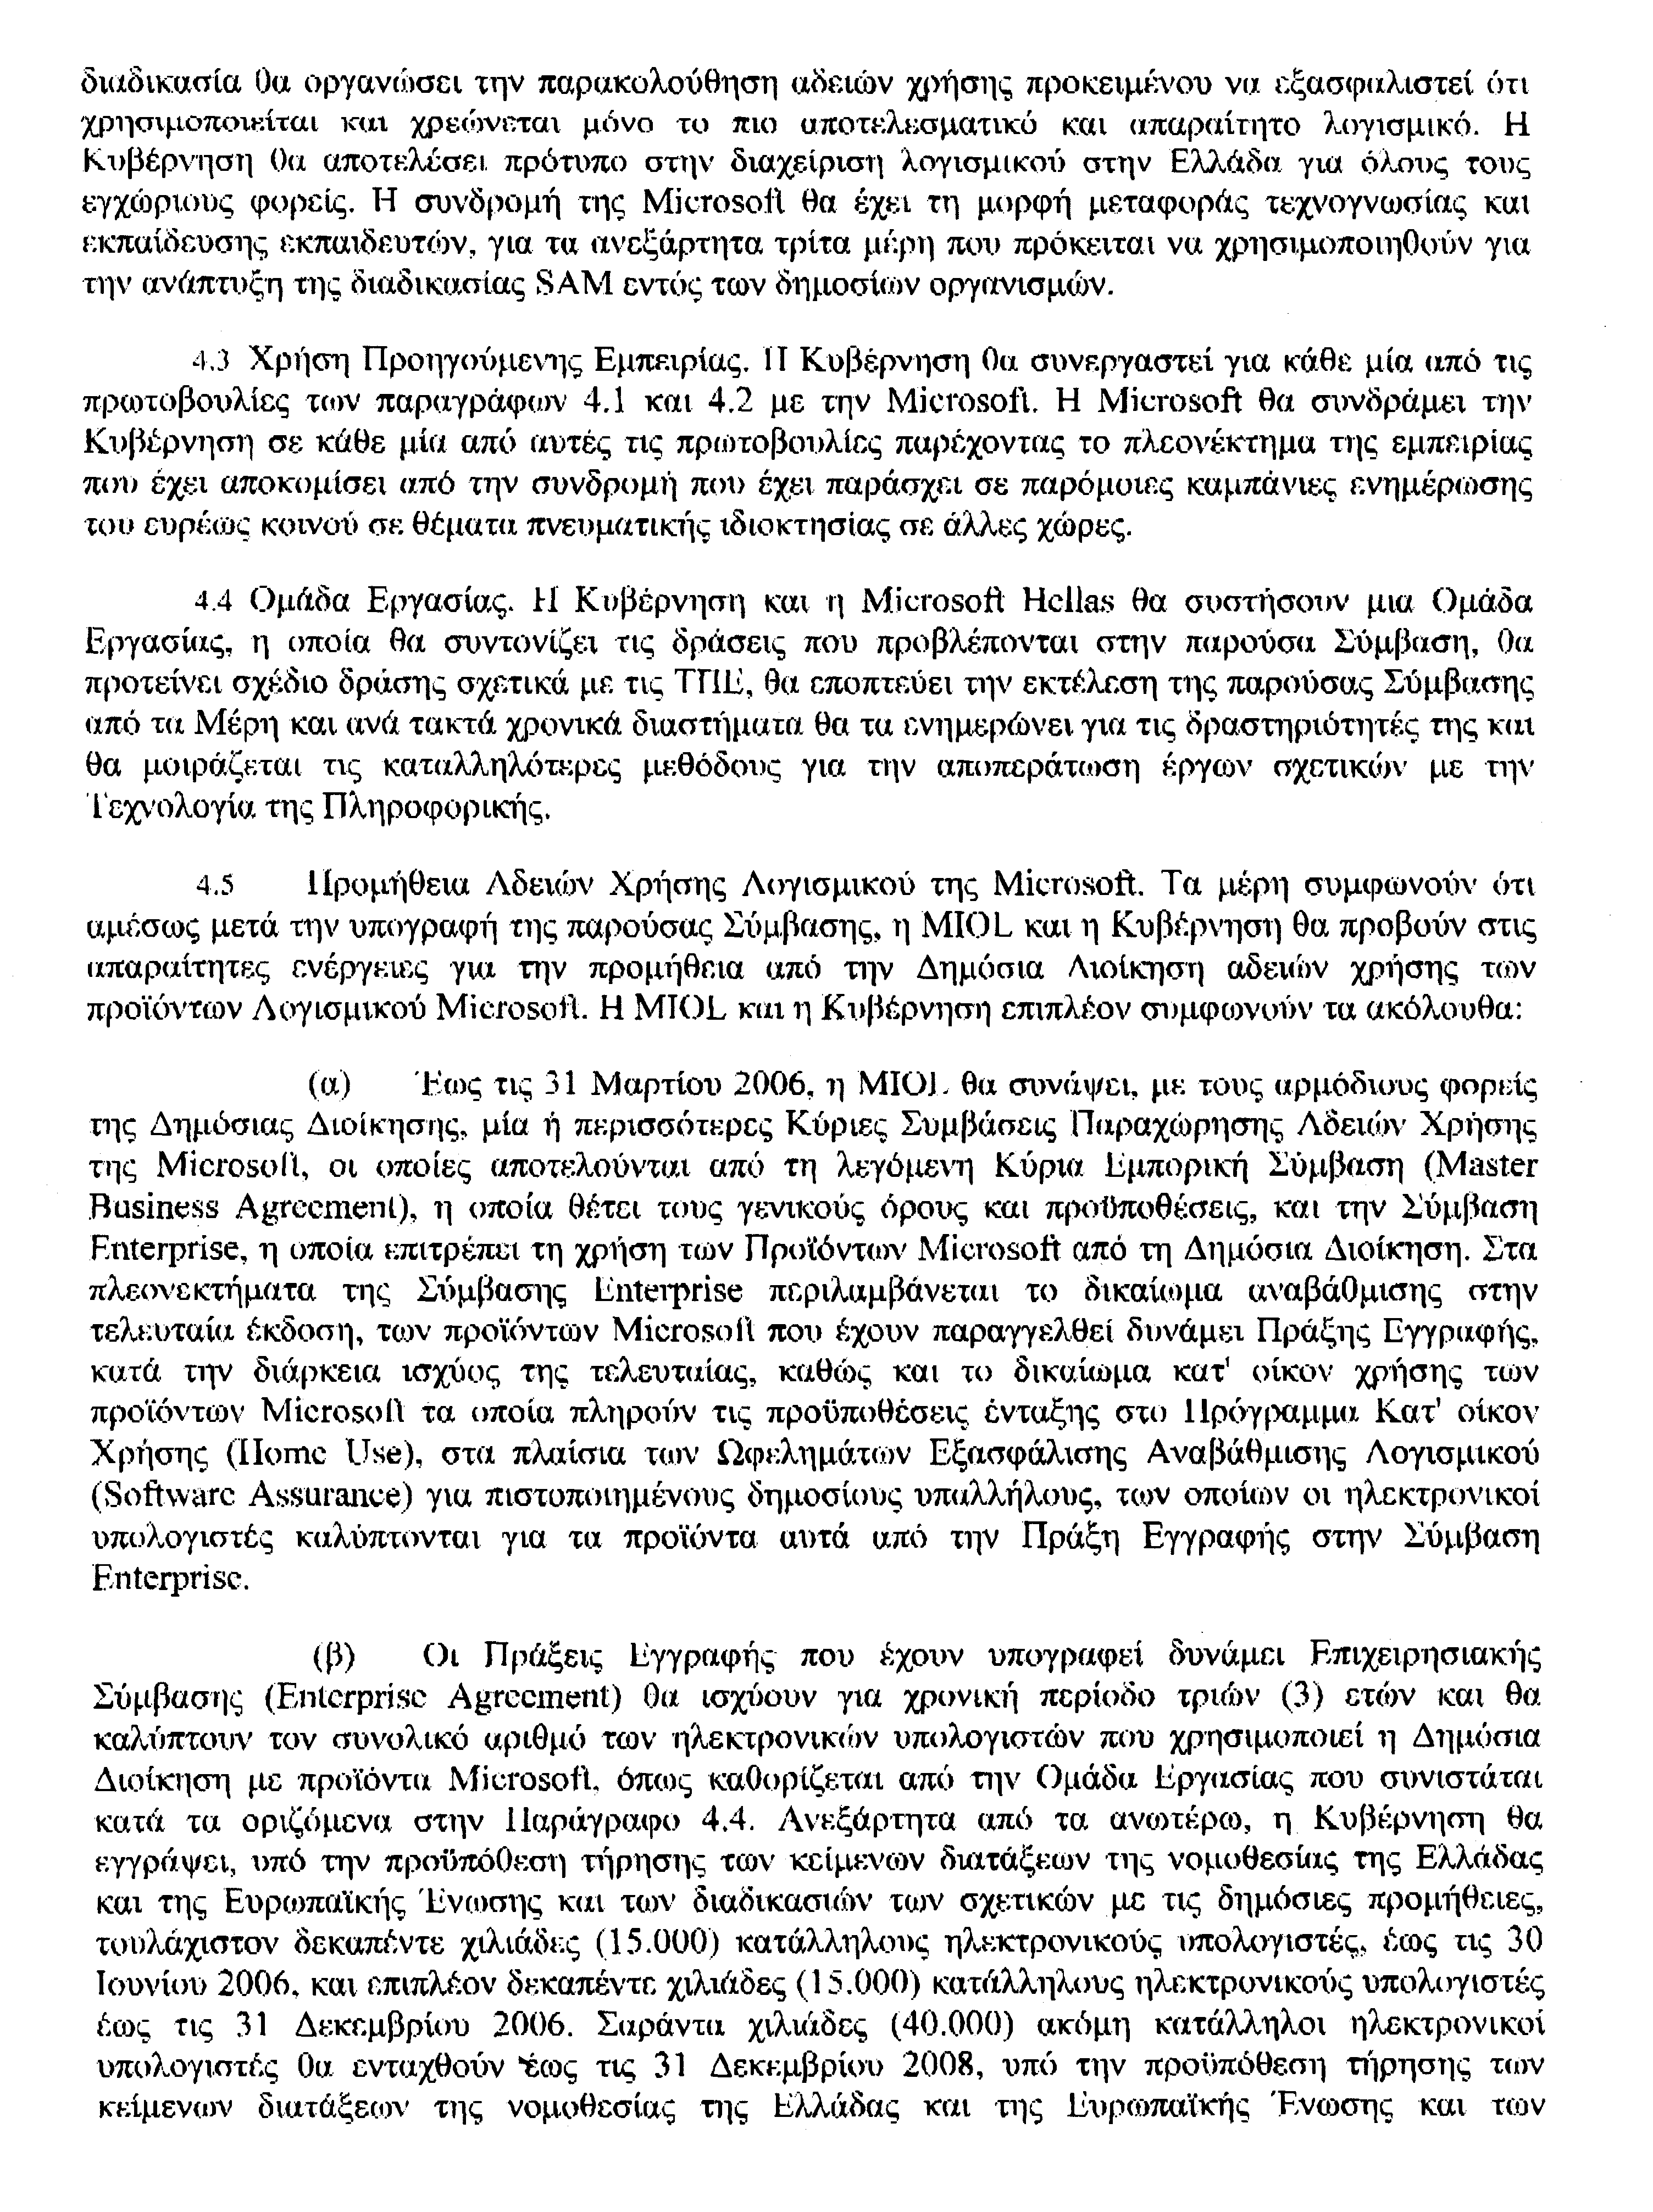 διαδικασία θα οργανώσει την παρακολούθηση αδειών χρήσης προκειμένου να εξασφαλιστεί ότι
χρησιμοποιείται και χρεώνεται μόνο το πιο αποτελεσματικό και απαραίτητο λογισμικό. Η
Κυβέρνηση θα αποτελέσει πρότυπο στην διαχείριση λογισμικού στην Ελλάδα για όλους τους
εγχώριους φορείς. Η συνδρομή της Microsoft θα έχει τη μορφή μεταφοράς τεχνογνωσίας και
εκπαίδευσης εκπαιδευτών, για τα ανεξάρτητα τρίτα μέρη που πρόκειται να χρησιμοποιηθούν για
την ανάπτυξη της διαδικασίας SAM εντός των δημοσίων οργανισμών.
4.3 Χρήση Προηγούμενης Εμπειρίας. Η Κυβέρνηση θα συνεργαστεί για κάθε μία από τις
πρωτοβουλίες των παραγράφων 4.1 και 4.2 με την Microsoft. Η Microsoft θα συνδράμει την
Κυβέρνηση σε κάθε μία από αυτές τις πρωτοβουλίες παρέχοντας το πλεονέκτημα της εμπειρίας
που έχει αποκομίσει από την συνδρομή που έχει παράσχει σε παρόμοιες καμπάνιες ενημέρωσης
του ευρέως κοινού σε θέματα πνευματικής ιδιοκτησίας σε άλλες χώρες.
4.4 Ομάδα Εργασίας. Η Κυβέρνηση και η Microsoft Hellas θα συστήσουν μια Ομάδα
Εργασίας, η οποία θα συντονίζει τις δράσεις που προβλέπονται στην παρούσα Σύμβαση, θα
προτείνει σχέδιο δράσης σχετικά με τις ΤΠΕ, θα εποπτεύει την εκτέλεση της παρούσας Σύμβασης
από τα Μέρη και ανά τακτά χρονικά διαστήματα θα τα ενημερώνει για τις δραστηριότητές της και
θα μοιράζεται τις καταλληλότερες μεθόδους για την αποπεράτωση έργων σχετικών με την
Τεχνολογία της Πληροφορικής.
4.5 Προμήθεια Αδειών Χρήσης Λογισμικού της Microsoft. Τα μέρη συμφωνούν ότι
αμέσως μετά την υπογραφή της παρούσας Σύμβασης, η MIOL και η Κυβέρνηση θα προβούν στις
απαραίτητες ενέργειες για την προμήθεια από την Δημόσια Διοίκηση αδειών χρήσης των
προϊόντων Λογισμικού Microsoft. Η MIOL και η Κυβέρνηση επιπλέον συμφωνούν τα ακόλουθα:
(α) Έως τις 31 Μαρτίου 2006, η MIOL θα συνάψει, με τους αρμόδιους φορείς
της Δημόσιας Διοίκησης, μία ή περισσότερες Κύριες Συμβάσεις Παραχώρησης Αδειών Χρήσης
της Microsoft, οι οποίες αποτελούνται από τη λεγόμενη Κύρια Εμπορική Σύμβαση (Master
Business Agreement), η οποία θέτει τους γενικούς όρους και προϋποθέσεις, και την Σύμβαση
Enterprise, η οποία επιτρέπει τη χρήση των Προϊόντων Microsoft από τη Δημόσια Διοίκηση. Στα
πλεονεκτήματα της Σύμβασης Enterprise περιλαμβάνεται το δικαίωμα αναβάθμισης στην
τελευταία έκδοση, των προϊόντων Microsoft που έχουν παραγγελθεί δυνάμει Πράξης Εγγραφής,
κατά την διάρκεια ισχύος της τελευταίας, καθώς και το δικαίωμα κατ' οίκον χρήσης των
προϊόντων Microsoft τα οποία πληρούν τις προϋποθέσεις ένταξης στο Πρόγραμμα Κατ' οίκον
Χρήσης (Home Use), στα πλαίσια των Ωφελημάτων Εξασφάλισης Αναβάθμισης Λογισμικού
(Software Assurance) για πιστοποιημένους δημοσίους υπαλλήλους, των οποίων οι ηλεκτρονικοί
υπολογιστές καλύπτονται για τα προϊόντα αυτά από την Πράξη Εγγραφής στην Σύμβαση
Enterprise.
(β) Οι Πράξεις Εγγραφής που έχουν υπογραφεί δυνάμει Επιχειρησιακής
Σύμβασης (Enterprise Agreement) θα ισχύουν για χρονική περίοδο τριών (3) ετών και θα
καλύπτουν τον συνολικό αριθμό των ηλεκτρονικών υπολογιστών που χρησιμοποιεί η Δημόσια
Διοίκηση με προϊόντα Microsoft, όπως καθορίζεται από την Ομάδα Εργασίας που συνιστάται
κατά τα οριζόμενα στην Παράγραφο 4.4. Ανεξάρτητα από τα ανωτέρω, η Κυβέρνηση θα
εγγράψει, υπό την προϋπόθεση τήρησης των κείμενων διατάξεων της νομοθεσίας της Ελλάδας
και της Ευρωπαϊκής Ένωσης και των διαδικασιών των σχετικών με τις δημόσιες προμήθειες,
τουλάχιστον δεκαπέντε χιλιάδες (15.000) κατάλληλους ηλεκτρονικούς υπολογιστές, έως τις 30
Ιουνίου 2006, και επιπλέον δεκαπέντε χιλιάδες (15.000) κατάλληλους ηλεκτρονικούς υπολογιστές
έως τις 31 Δεκεμβρίου 2006. Σαράντα χιλιάδες (40.000) ακόμη κατάλληλοι ηλεκτρονικοί
υπολογιστές θα ενταχθούν έως τις 31 Δεκεμβρίου 2008, υπό την προϋπόθεση τήρησης των
κείμενων διατάξεων της νομοθεσίας της Ελλάδας και της Ευρωπαϊκής Ένωσης και των